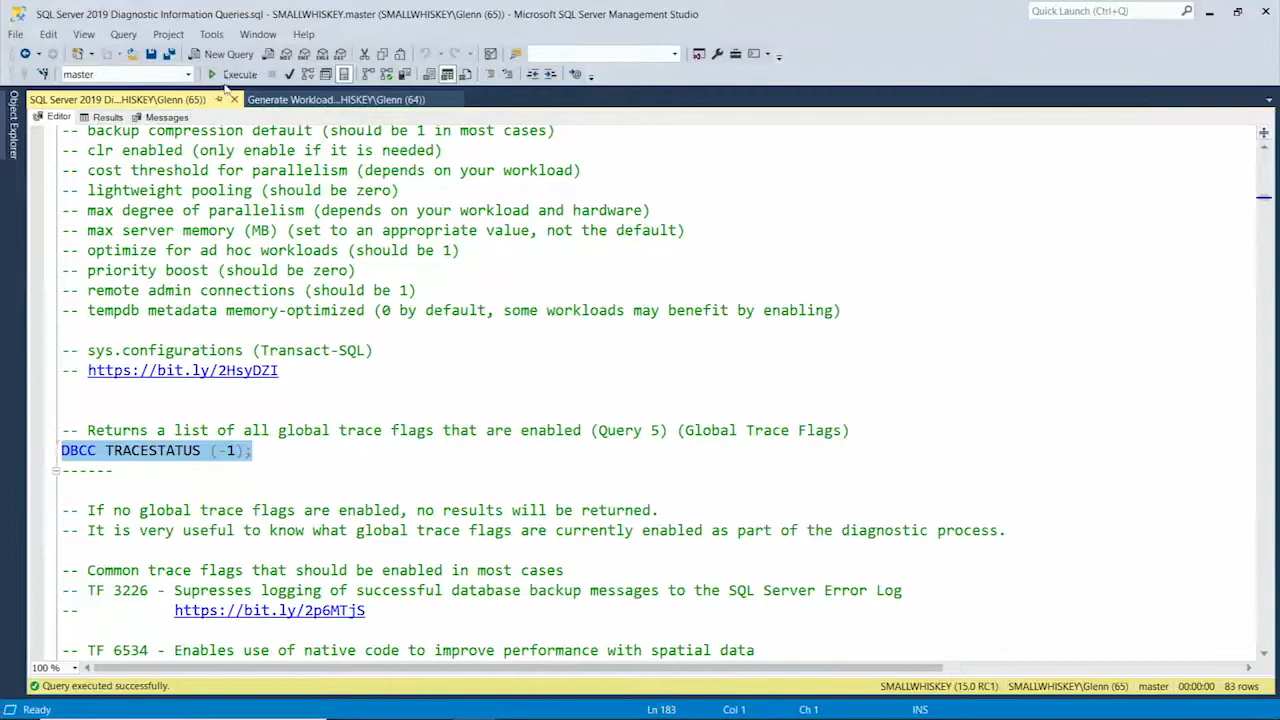 SQL Server 2019 Diagnostic Information Queries.sql - SMALLWHISKEY.master (SMALLWHISKEY\Glenn (65)) - Microsoft SQL Server Management Studio
Quick Launch (Ctrl+Q)
File Edit View Query Project Tools Window Help
New Query
master
Execute
SQL Server 2019 Di...HISKEY\Glenn (65))
Generate Workload...HISKEY\Glenn (64))
Object Explorer
Editor Results Messages
-- backup compression default (should be 1 in most cases)
-- clr enabled (only enable if it is needed)
-- cost threshold for parallelism (depends on your workload)
-- lightweight pooling (should be zero)
-- max degree of parallelism (depends on your workload and hardware)
-- max server memory (MB) (set to an appropriate value, not the default)
-- optimize for ad hoc workloads (should be 1)
-- priority boost (should be zero)
-- remote admin connections (should be 1)
-- tempdb metadata memory-optimized (0 by default, some workloads may benefit by enabling)
-- sys.configurations (Transact-SQL)
-- https://bit.ly/2HsyDZI
-- Returns a list of all global trace flags that are enabled (Query 5) (Global Trace Flags)
DBCC TRACESTATUS (-1);
------
-- If no global trace flags are enabled, no results will be returned.
-- It is very useful to know what global trace flags are currently enabled as part of the diagnostic process.
-- Common trace flags that should be enabled in most cases
-- TF 3226 - Supresses logging of successful database backup messages to the SQL Server Error Log
-- https://bit.ly/2p6MTjS
-- TF 6534 - Enables use of native code to improve performance with spatial data
100 %
Query executed successfully.
SMALLWHISKEY (15.0 RC1) SMALLWHISKEY\Glenn (65) master 00:00:00 83 rows
Ready
Ln 183 Col 1 Ch 1 INS